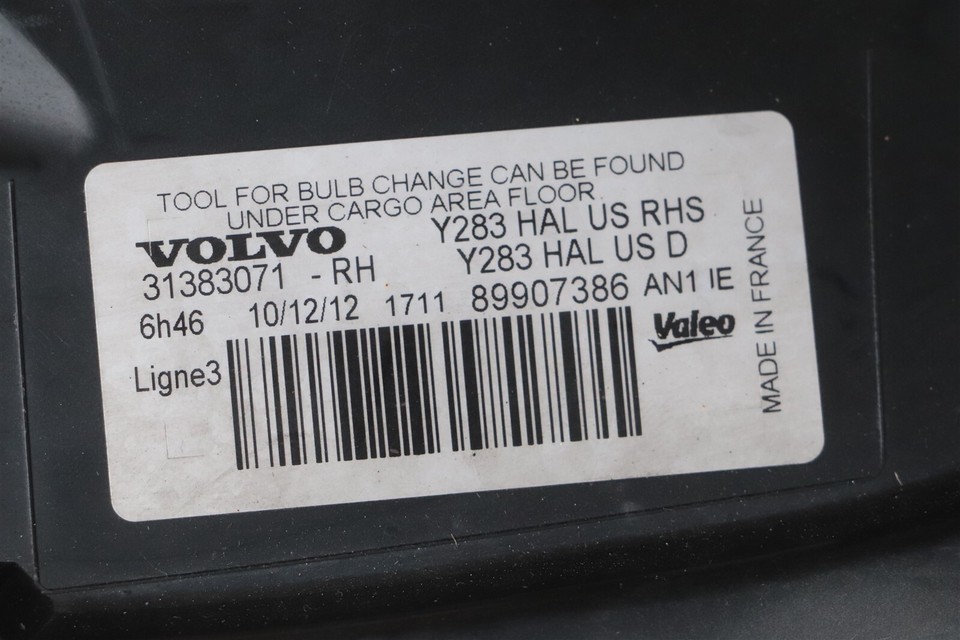 TOOL FOR BULB CHANGE CAN BE FOUND
UNDER CARGO AREA FLOOR.
VOLVO
Y283 HAL US RHS
31383071 - RH
Y283 HAL US D
6h46 10/12/12 1711 89907386 AN1 IE
Valeo
Ligne3
MADE IN FRANCE